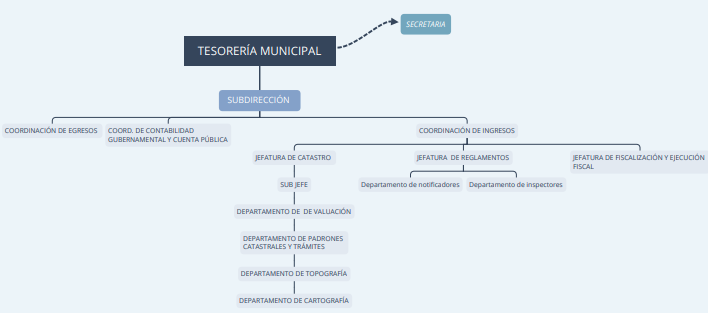 SECRETARIA
TESORERÍA MUNICIPAL
SUBDIRECCIÓN
COORDINACIÓN DE EGRESOS
COORD. DE CONTABILIDAD
GUBERNAMENTAL Y CUENTA PÚBLICA
COORDINACIÓN DE INGRESOS
JEFATURA DE CATASTRO
JEFATURA DE REGLAMENTOS
JEFATURA DE FISCALIZACIÓN Y EJECUCIÓN
FISCAL
SUB JEFE
Departamento de notificadores
Departamento de inspectores
DEPARTAMENTO DE DE VALUACIÓN
DEPARTAMENTO DE PADRONES
CATASTRALES Y TRÁMITES
DEPARTAMENTO DE TOPOGRAFÍA
DEPARTAMENTO DE CARTOGRAFÍA